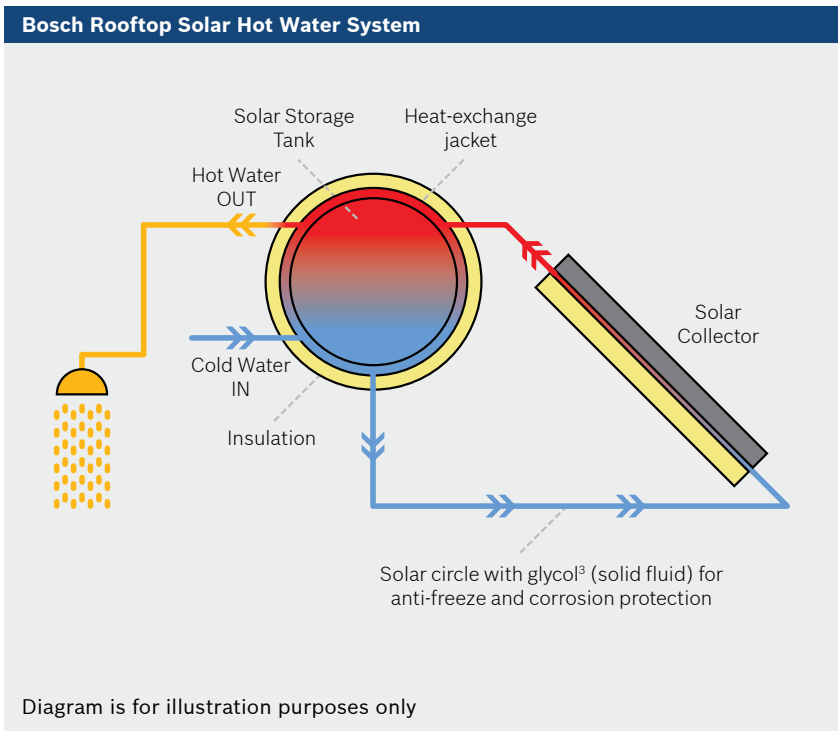 Bosch Rooftop Solar Hot Water System
Solar Storage
Tank
Heat-exchange
jacket
Hot Water
OUT
Solar
Collector
Cold Water
IN
Insulation
Solar circle with glycol³ (solid fluid) for
anti-freeze and corrosion protection
Diagram is for illustration purposes only